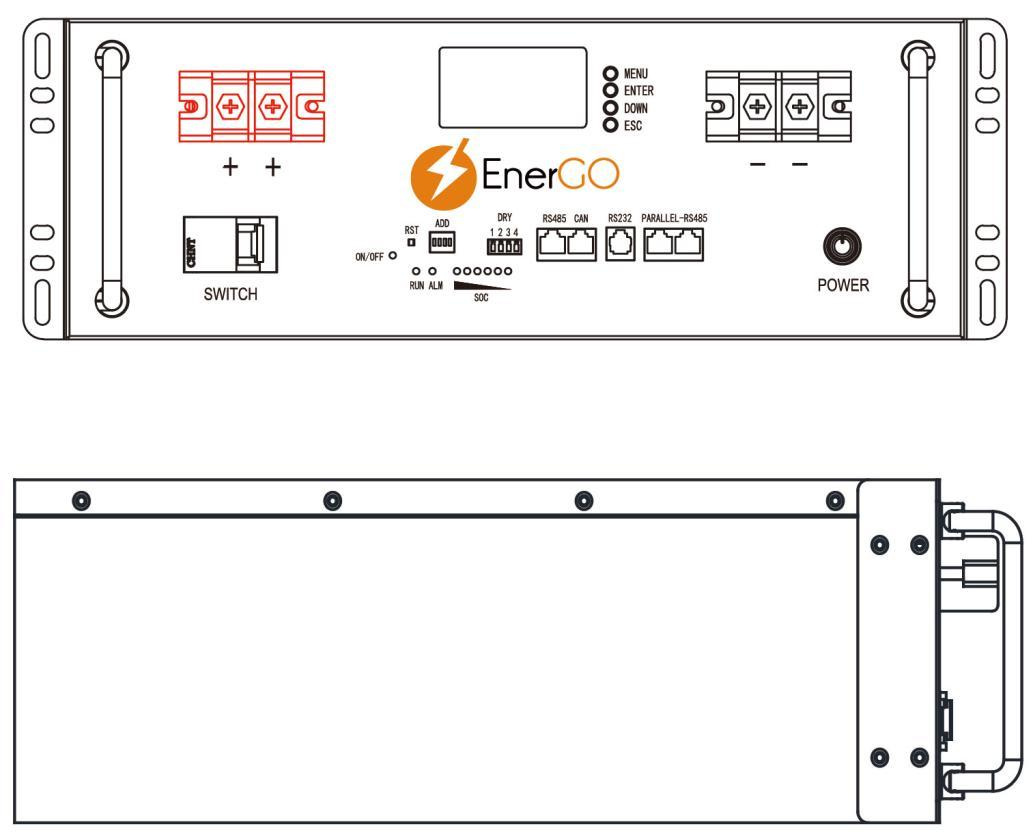 MENU
ENTER
DOWN
ESC
+ +
− −
EnerGO
CHNT
SWITCH
ON/OFF
RST
ADD
DRY
1 2 3 4
RS485 CAN
RS232
PARALLEL-RS485
RUN ALM
SOC
POWER